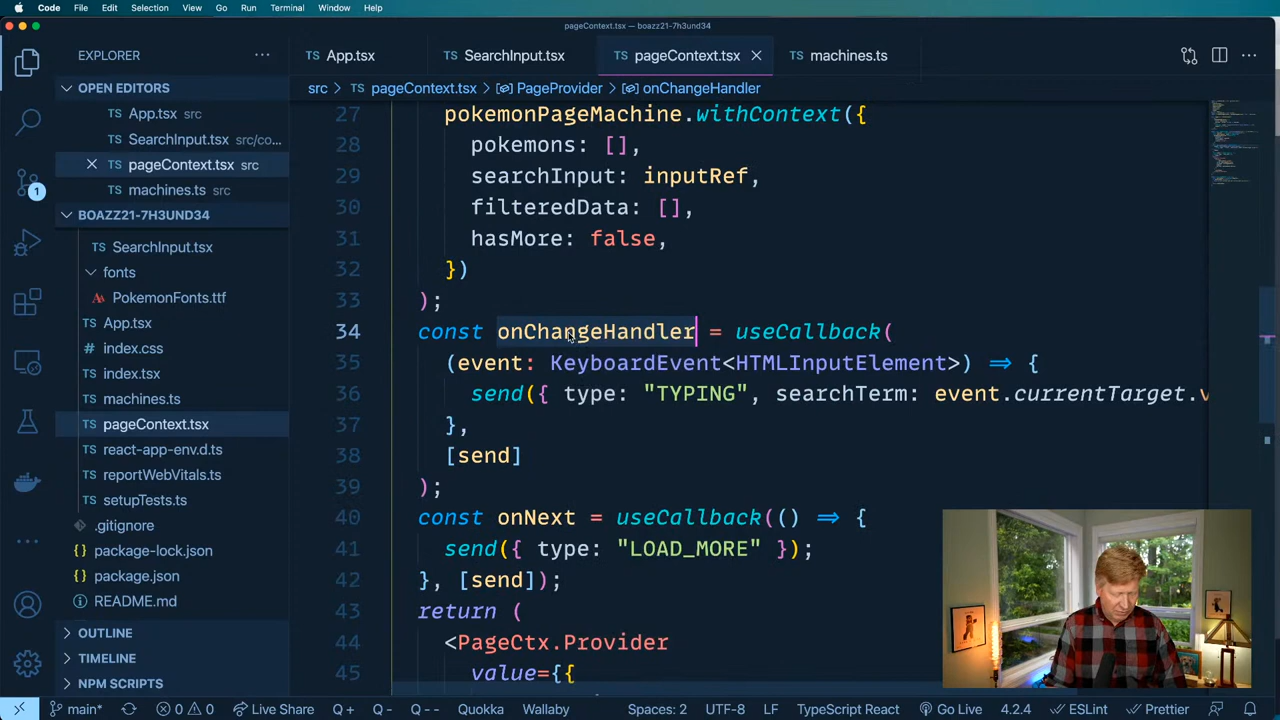 Code File Edit Selection View Go Run Terminal Window Help
pageContext.tsx — boazz21-7h3und34
EXPLORER
TS App.tsx
TS SearchInput.tsx
TS pageContext.tsx
TS machines.ts
src > pageContext.tsx > PageProvider > onChangeHandler
OPEN EDITORS
TS App.tsx src
TS SearchInput.tsx src/co...
TS pageContext.tsx src
TS machines.ts src
BOAZZ21-7H3UND34
TS SearchInput.tsx
fonts
A PokemonFonts.ttf
TS App.tsx
index.css
TS index.tsx
TS machines.ts
TS pageContext.tsx
TS react-app-env.d.ts
TS reportWebVitals.ts
TS setupTests.ts
.gitignore
{} package-lock.json
{} package.json
README.md
OUTLINE
TIMELINE
NPM SCRIPTS
1
27 pokemonPageMachine.withContext({
28 pokemons: [],
29 searchInput: inputRef,
30 filteredData: [],
31 hasMore: false,
32 })
33 );
34 const onChangeHandler = useCallback(
35 (event: KeyboardEvent<HTMLInputElement>) => {
36 send({ type: "TYPING", searchTerm: event.currentTarget.v
37 },
38 [send]
39 );
40 const onNext = useCallback(() => {
41 send({ type: "LOAD_MORE" });
42 }, [send]);
43 return (
44 <PageCtx.Provider
45 value={{
main* 0 0 Live Share Q + Q - Q -- Quokka Wallaby Spaces: 2 UTF-8 LF TypeScript React Go Live 4.2.4 ESLint Prettier